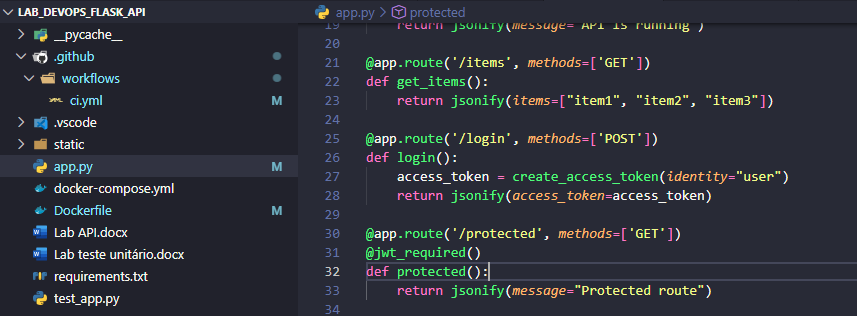 LAB_DEVOPS_FLASK_API
__pycache__
.github
workflows
ci.yml M
.vscode
static
app.py M
docker-compose.yml
Dockerfile M
Lab API.docx
Lab teste unitário.docx
requirements.txt
test_app.py
app.py > protected
19 return jsonify(message="API is running")
20
21 @app.route('/items', methods=['GET'])
22 def get_items():
23 return jsonify(items=["item1", "item2", "item3"])
24
25 @app.route('/login', methods=['POST'])
26 def login():
27 access_token = create_access_token(identity="user")
28 return jsonify(access_token=access_token)
29
30 @app.route('/protected', methods=['GET'])
31 @jwt_required()
32 def protected():
33 return jsonify(message="Protected route")
34